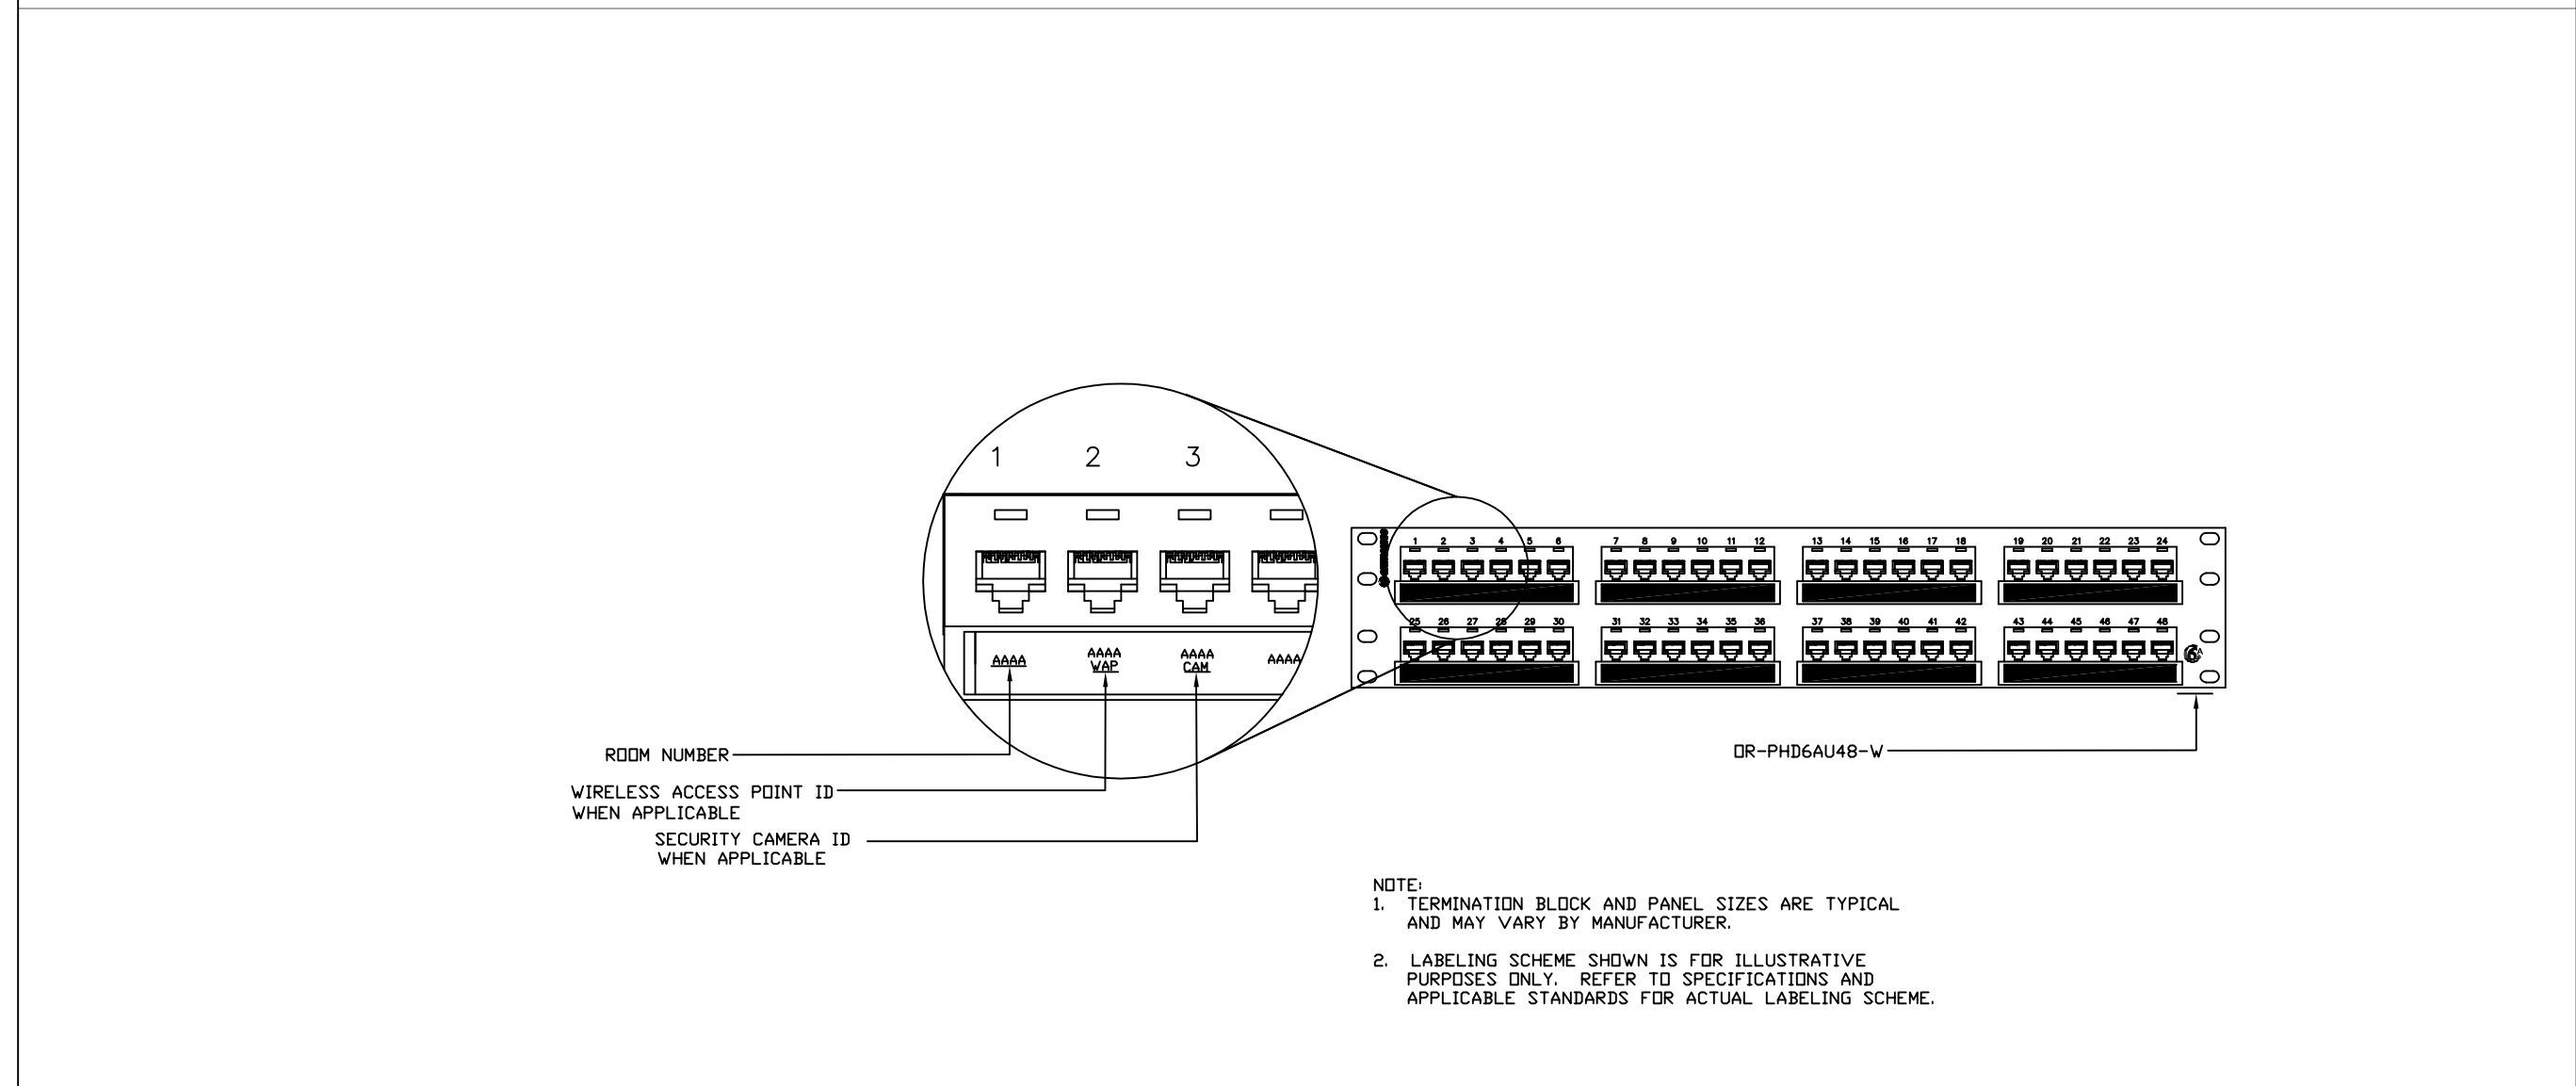 1 2 3
AAAA
AAAA
WAP
AAAA
CAM
AAAA
ROOM NUMBER
WIRELESS ACCESS POINT ID
WHEN APPLICABLE
SECURITY CAMERA ID
WHEN APPLICABLE
1 2 3 4 5 6 7 8 9 10 11 12 13 14 15 16 17 18 19 20 21 22 23 24
25 26 27 28 29 30 31 32 33 34 35 36 37 38 39 40 41 42 43 44 45 46 47 48
6A
OR-PHD6AU48-W
NOTE:
1. TERMINATION BLOCK AND PANEL SIZES ARE TYPICAL
AND MAY VARY BY MANUFACTURER.
2. LABELING SCHEME SHOWN IS FOR ILLUSTRATIVE
PURPOSES ONLY. REFER TO SPECIFICATIONS AND
APPLICABLE STANDARDS FOR ACTUAL LABELING SCHEME.